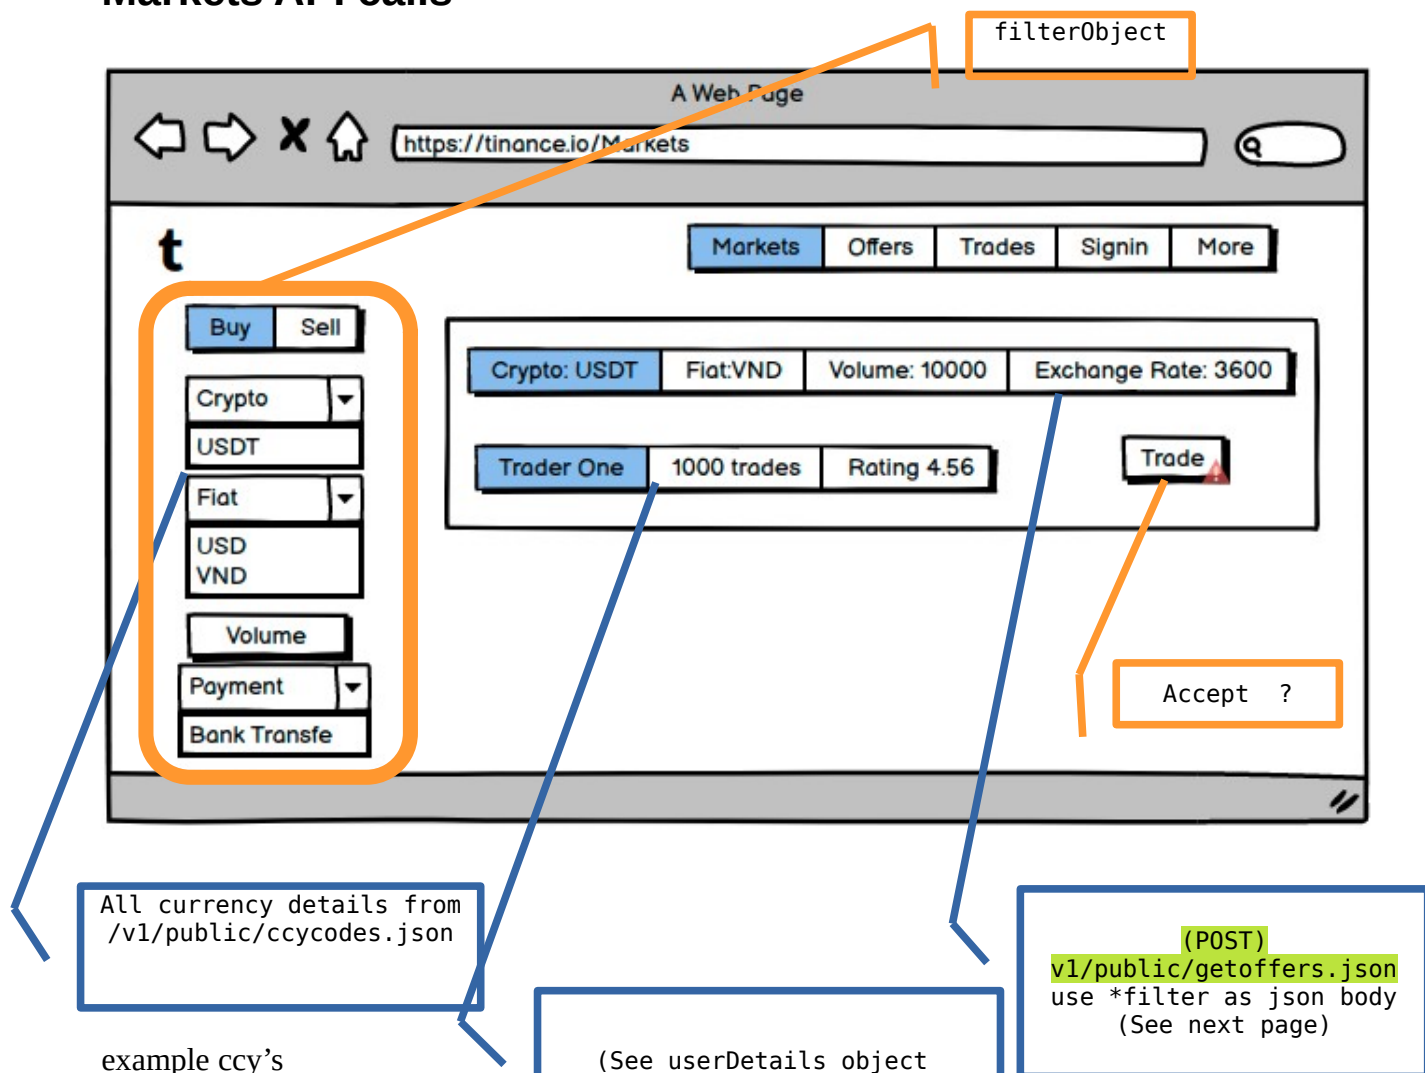 Markets API calls
filterObject
A Web Page
https://tinance.io/Markets
t
Markets Offers Trades Signin More
Buy Sell
Crypto: USDT Fiat:VND Volume: 10000 Exchange Rate: 3600
Crypto
USDT
Trader One 1000 trades Rating 4.56 Trade
Fiat
USD
VND
Volume
Payment
Bank Transfe
Accept ?
All currency details from
/v1/public/ccycodes.json
(POST)
v1/public/getoffers.json
use *filter as json body
(See next page)
example ccy’s
(See userDetails object